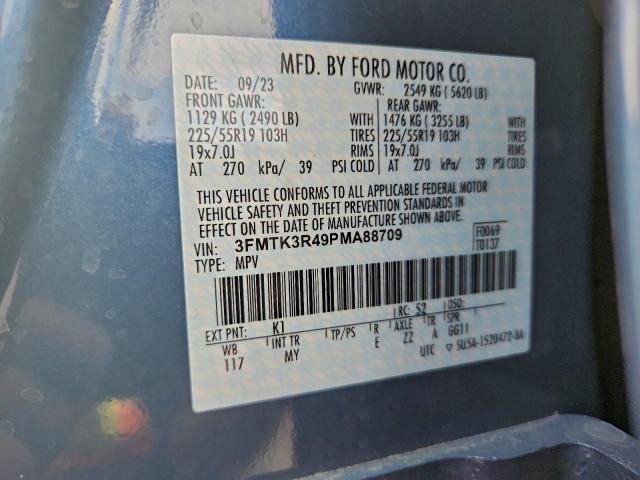 MFD. BY FORD MOTOR CO.
DATE: 09/23 GVWR: 2549 KG ( 5620 LB)
FRONT GAWR: REAR GAWR:
1129 KG ( 2490 LB) WITH 1476 KG ( 3255 LB) WITH
225/55R19 103H TIRES 225/55R19 103H TIRES
19x7.0J RIMS 19x7.0J RIMS
AT 270 kPa/ 39 PSI COLD AT 270 kPa/ 39 PSI COLD
THIS VEHICLE CONFORMS TO ALL APPLICABLE FEDERAL MOTOR
VEHICLE SAFETY AND THEFT PREVENTION STANDARDS IN
EFFECT ON THE DATE OF MANUFACTURE SHOWN ABOVE.
VIN: 3FMTK3R49PMA88709 F0069
TYPE: MPV T0137
EXT PNT: K1 RC: 52 DSO:
WB INT TR TP/PS R AXLE TR SPR
117 MY E ZZ A GG11
UTC 5U5A-1520472-BA